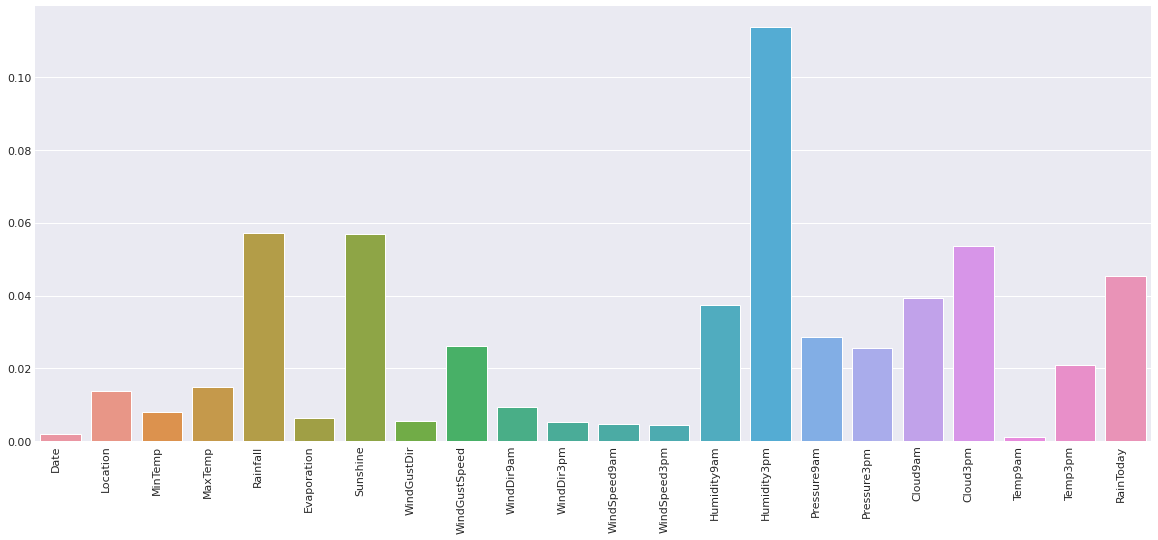 0.10
0.08
0.06
0.04
0.02
0.00
Date
Location
MinTemp
MaxTemp
Rainfall
Evaporation
Sunshine
WindGustDir
WindGustSpeed
WindDir9am
WindDir3pm
WindSpeed9am
WindSpeed3pm
Humidity9am
Humidity3pm
Pressure9am
Pressure3pm
Cloud9am
Cloud3pm
Temp9am
Temp3pm
RainToday